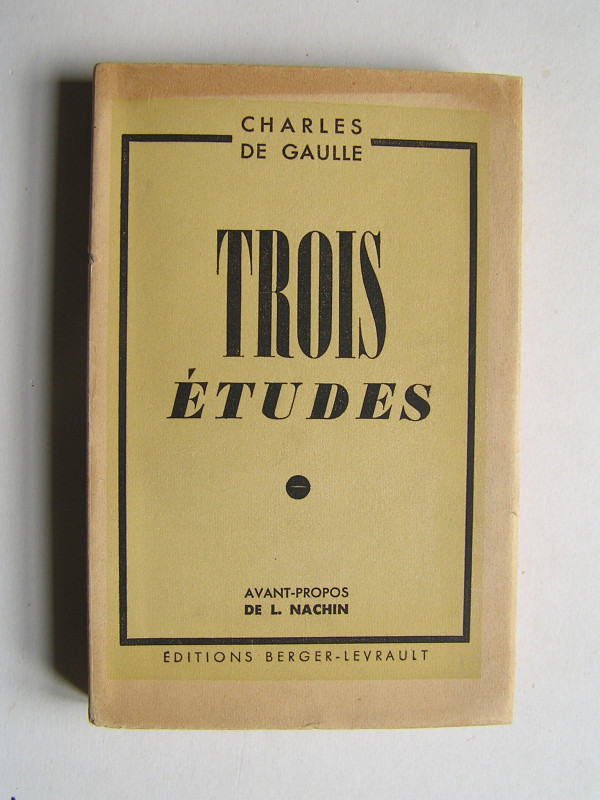 CHARLES
DE GAULLE
TROIS
ÉTUDES
AVANT-PROPOS
DE L. NACHIN
ÉDITIONS BERGER-LEVRAULT